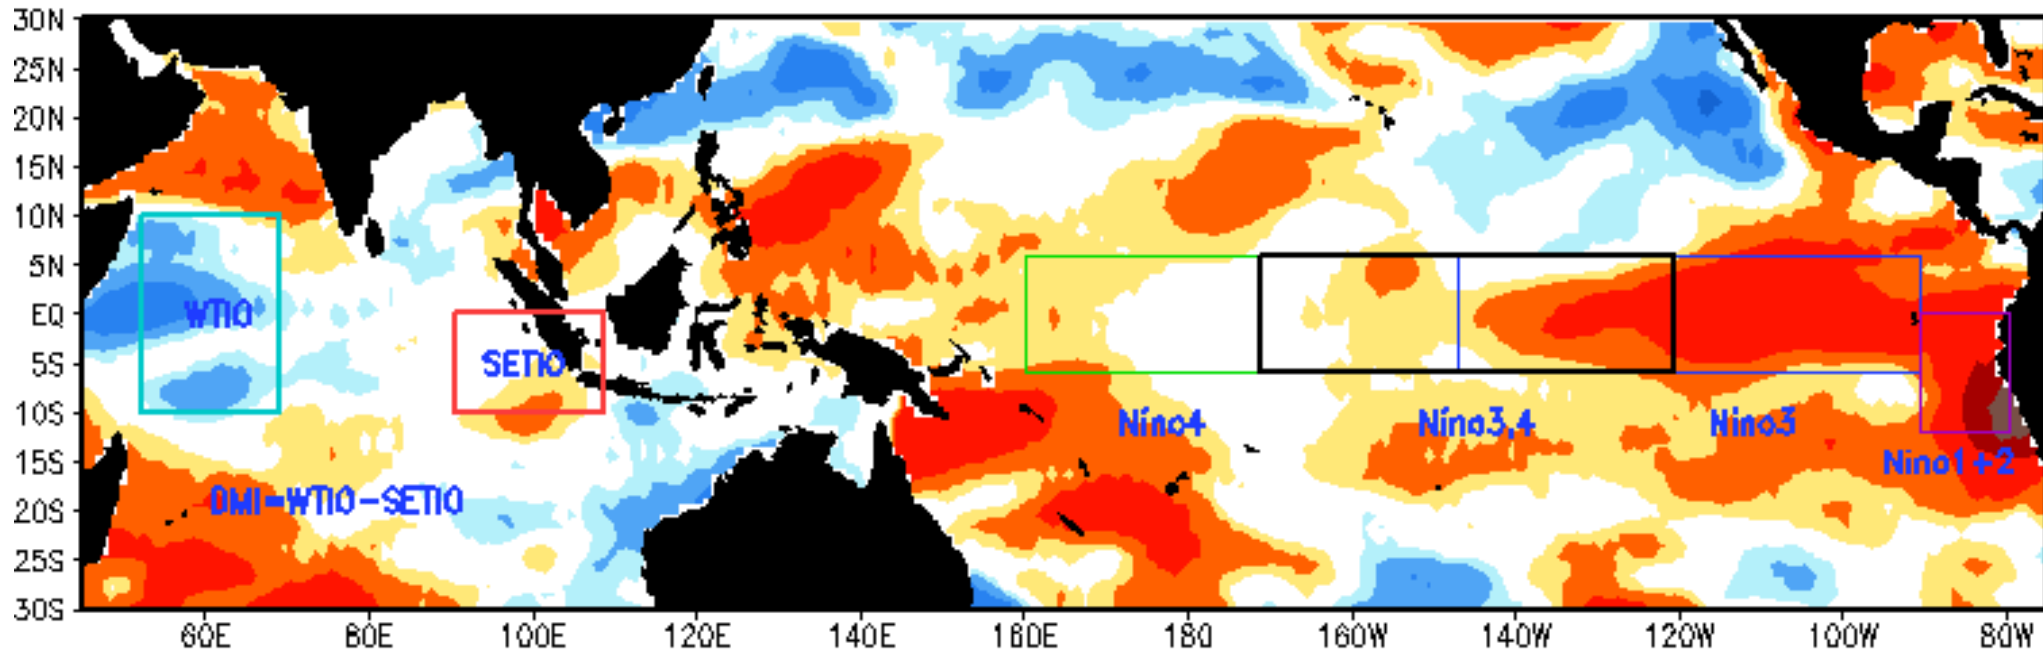 30N
25N
20N
15N
10N
5N
EQ
5S
10S
15S
20S
25S
30S
WTIO
SETIO
Nino4
Nino3,4
Nino3
Nino1+2
DMI=WTIO-SETIO
60E 80E 100E 120E 140E 160E 180 160W 140W 120W 100W 80W